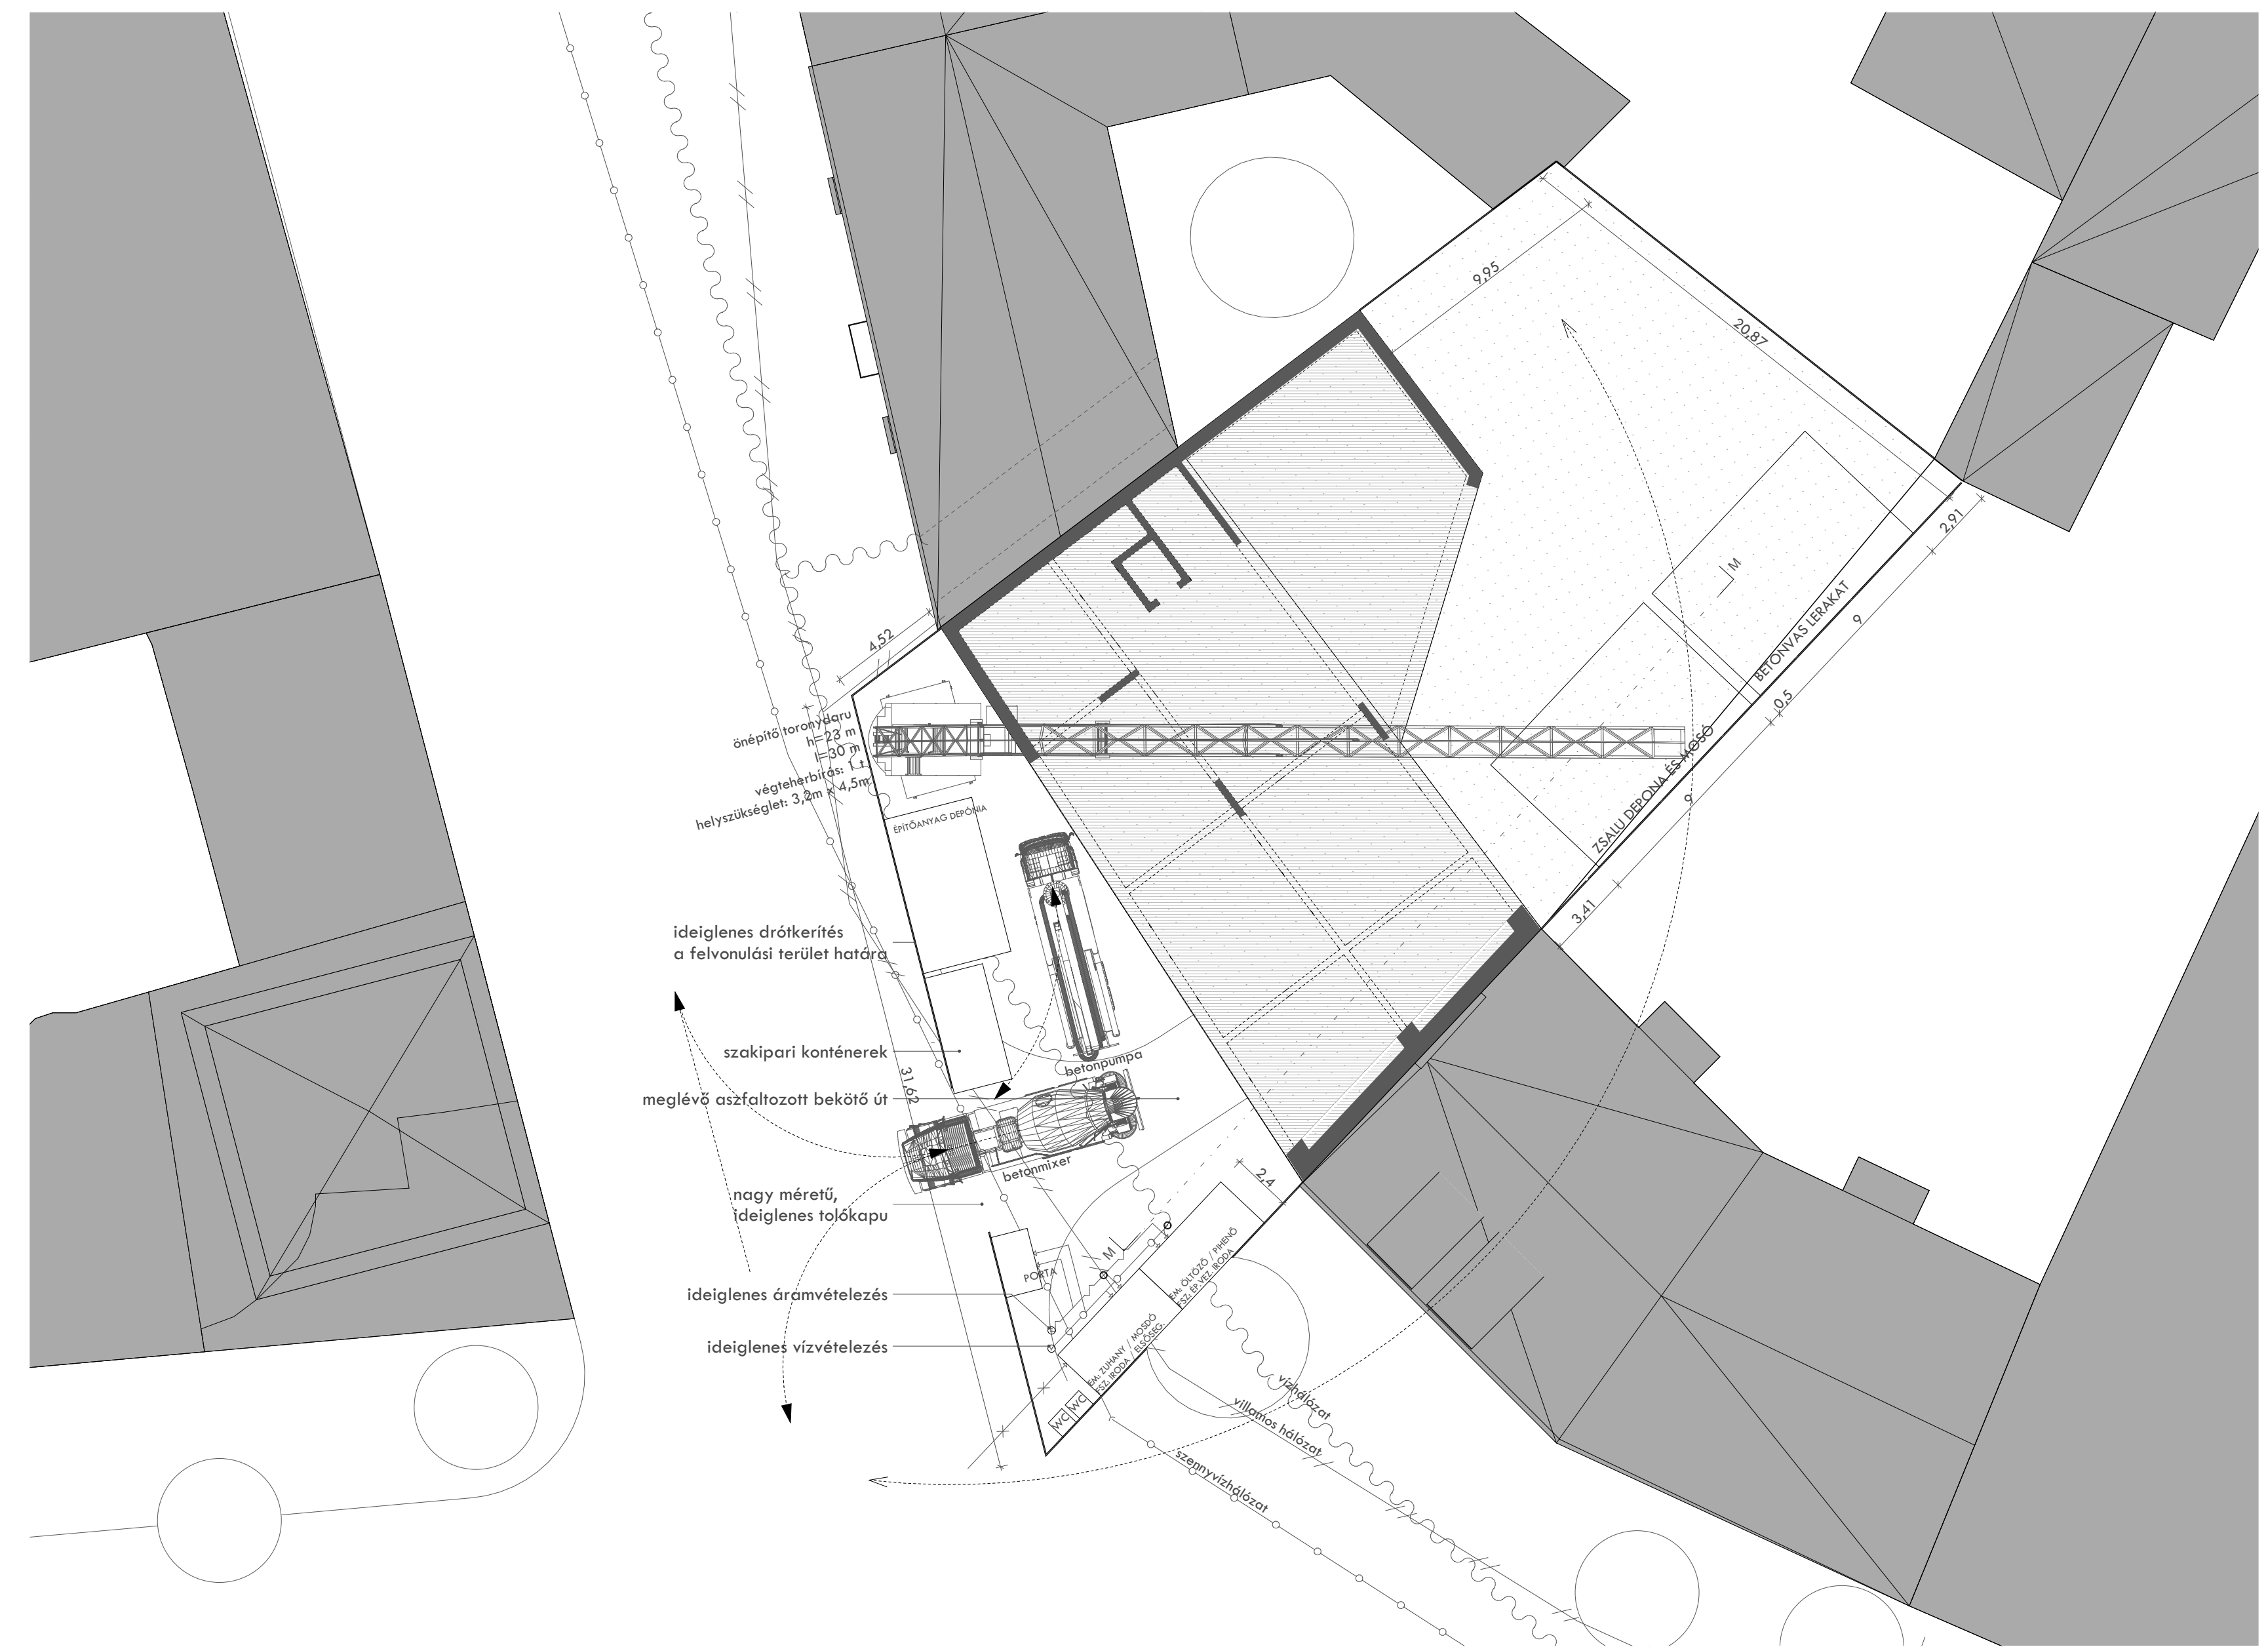 9,95
20,87
2,91
M
BETONVAS LERAKAT
9
0,5
4,52
önépítő toronydaru
h=23 m
l=30 m
végteherbírás: 1 t
helyszükséglet: 3,2m x 4,5m
ZSALU DEPONA ÉS MOSÓ
9
ÉPÍTŐANYAG DEPÓNIA
3,41
ideiglenes drótkerítés
a felvonulási terület határa
szakipari konténerek
betonpumpa
31,62
meglévő aszfaltozott bekötő út
betonmixer
2,4
nagy méretű,
ideiglenes tolókapu
M
PORTA
EM: ÖLTÖZŐ / PIHENŐ
FSZ: ÉP.VEZ. IRODA
ideiglenes áramvételezés
ideiglenes vízvételezés
EM: ZUHANY / MOSDÓ
FSZ: IRODA / ELSŐSEG.
WC
WC
vízhálózat
villamos hálózat
szennyvízhálózat